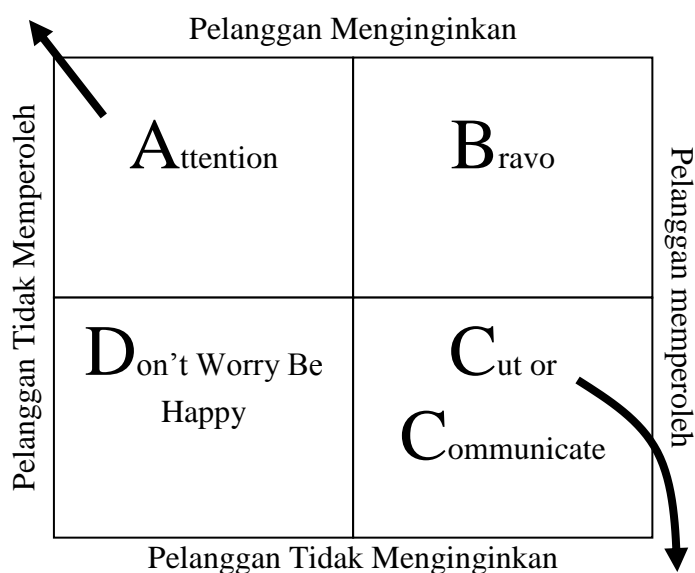 Pelanggan Menginginkan
Pelanggan Tidak Memperoleh
Attention
Bravo
Pelanggan memperoleh
Don’t Worry Be
Happy
Cut or
Communicate
Pelanggan Tidak Menginginkan